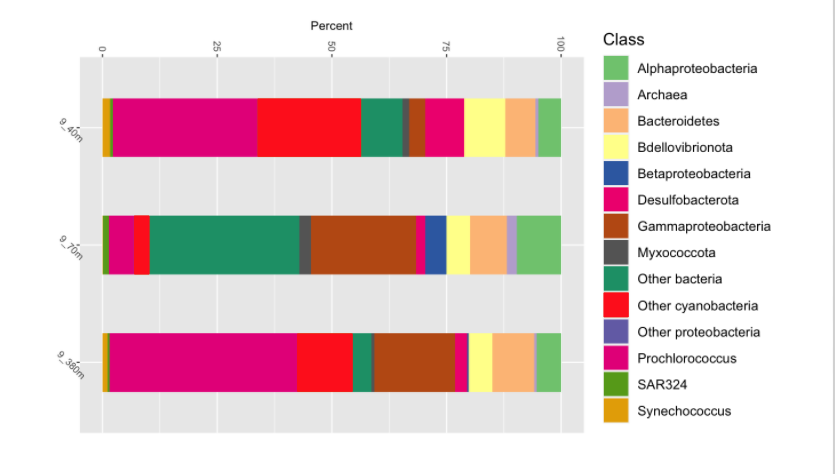 Percent
0
25
50
75
100
9_40m
9_70m
9_380m
Class
Alphaproteobacteria
Archaea
Bacteroidetes
Bdellovibrionota
Betaproteobacteria
Desulfobacterota
Gammaproteobacteria
Myxococcota
Other bacteria
Other cyanobacteria
Other proteobacteria
Prochlorococcus
SAR324
Synechococcus